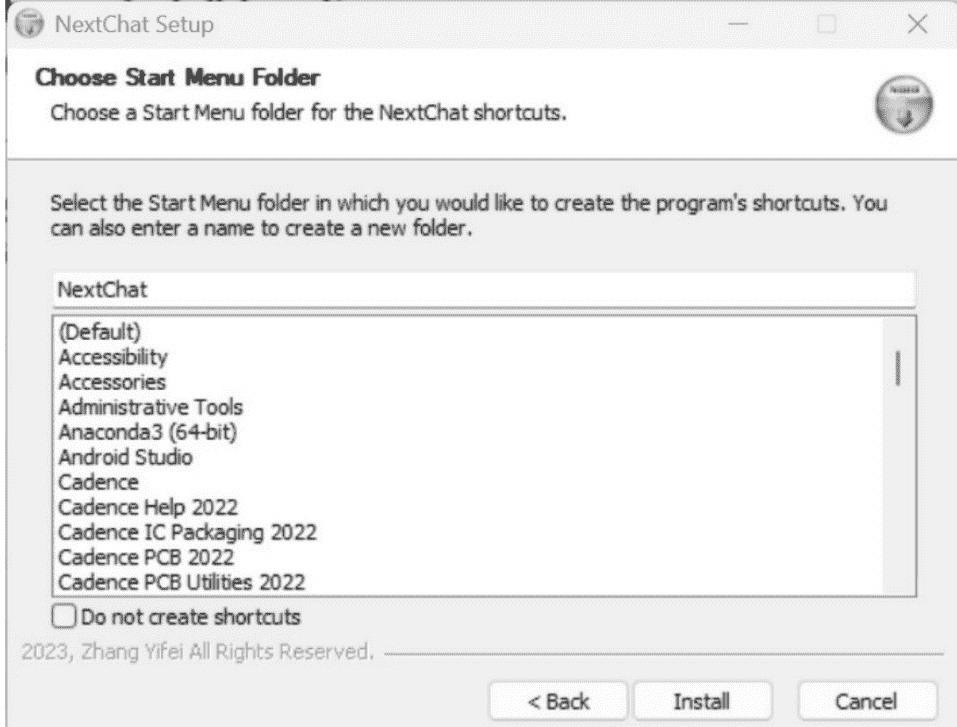 NextChat Setup
Choose Start Menu Folder
Choose a Start Menu folder for the NextChat shortcuts.
Select the Start Menu folder in which you would like to create the program's shortcuts. You
can also enter a name to create a new folder.
NextChat
(Default)
Accessibility
Accessories
Administrative Tools
Anaconda3 (64-bit)
Android Studio
Cadence
Cadence Help 2022
Cadence IC Packaging 2022
Cadence PCB 2022
Cadence PCB Utilities 2022
Do not create shortcuts
2023, Zhang Yifei All Rights Reserved.
< Back
Install
Cancel